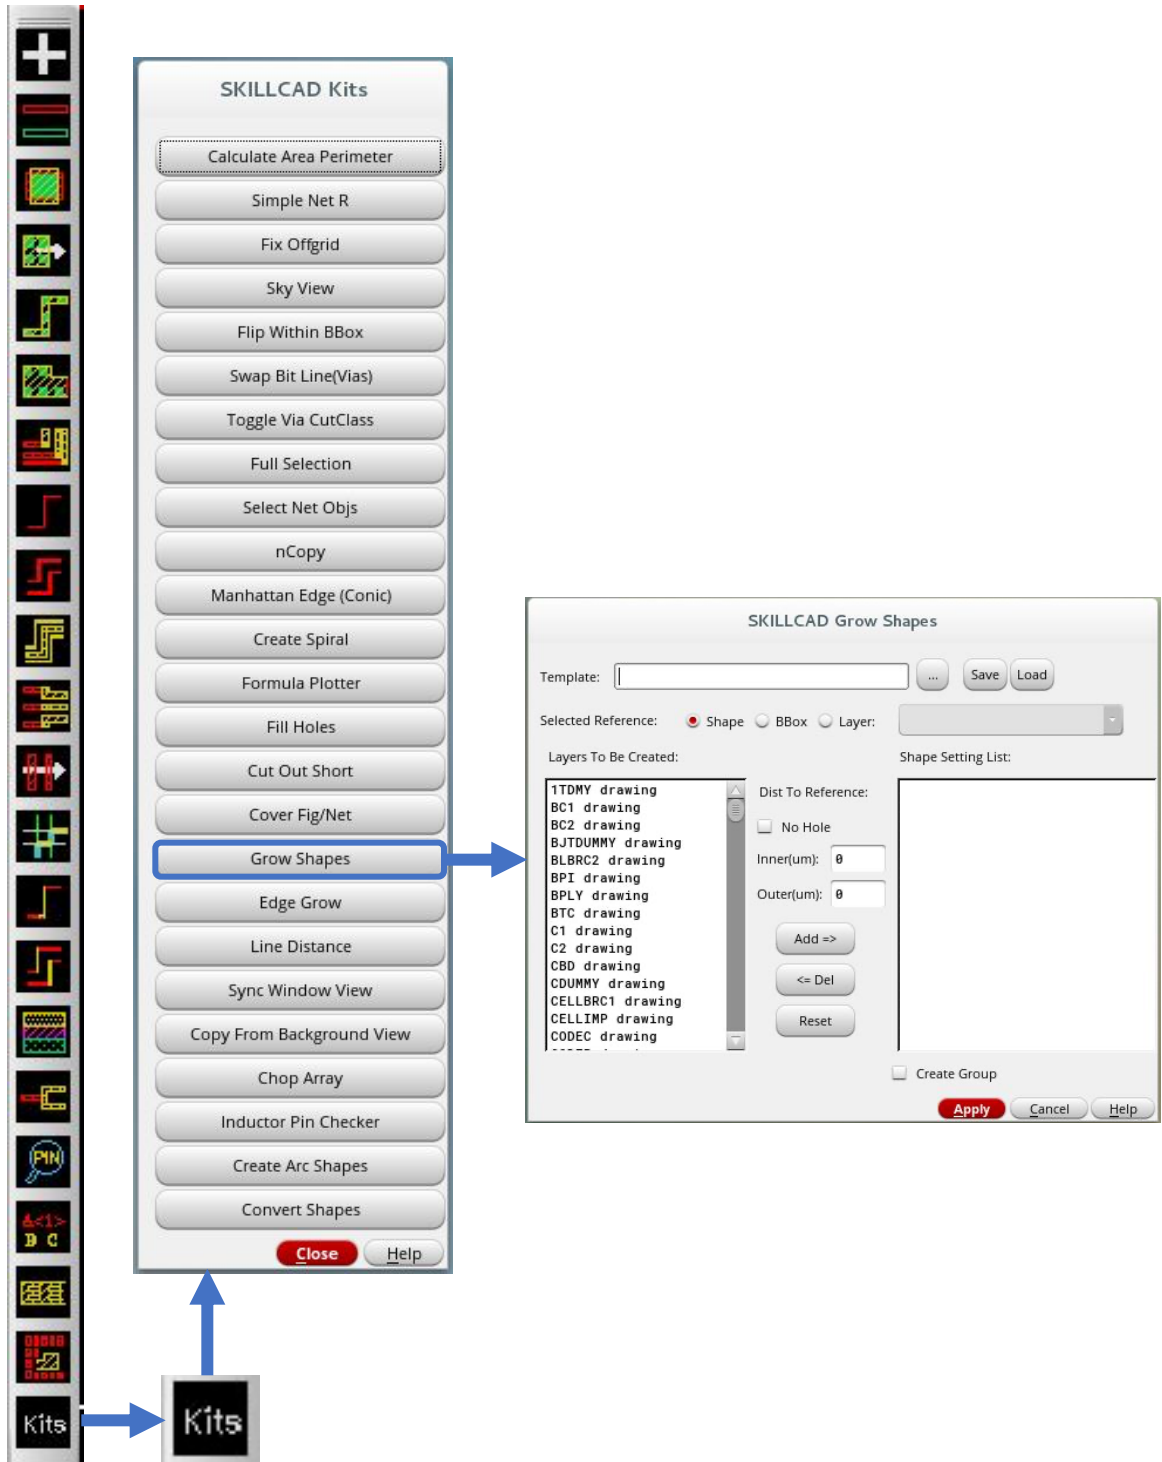 SKILLCAD Kits
Calculate Area Perimeter
Simple Net R
Fix Offgrid
Sky View
Flip Within BBox
Swap Bit Line(Vias)
Toggle Via CutClass
Full Selection
Select Net Objs
nCopy
Manhattan Edge (Conic)
Create Spiral
Formula Plotter
Fill Holes
Cut Out Short
Cover Fig/Net
Grow Shapes
Edge Grow
Line Distance
Sync Window View
Copy From Background View
Chop Array
Inductor Pin Checker
Create Arc Shapes
Convert Shapes
Close Help
SKILLCAD Grow Shapes
Template: ... Save Load
Selected Reference: Shape BBox Layer:
Layers To Be Created:
1TDMY drawing
BC1 drawing
BC2 drawing
BJTDUMMY drawing
BLBRC2 drawing
BPI drawing
BPLY drawing
BTC drawing
C1 drawing
C2 drawing
CBD drawing
CDUMMY drawing
CELLBRC1 drawing
CELLIMP drawing
CODEC drawing
Dist To Reference:
No Hole
Inner(um): 0
Outer(um): 0
Add =>
<= Del
Reset
Shape Setting List:
Create Group
Apply Cancel Help
PIN
&<1>
B C
Kits
Kits